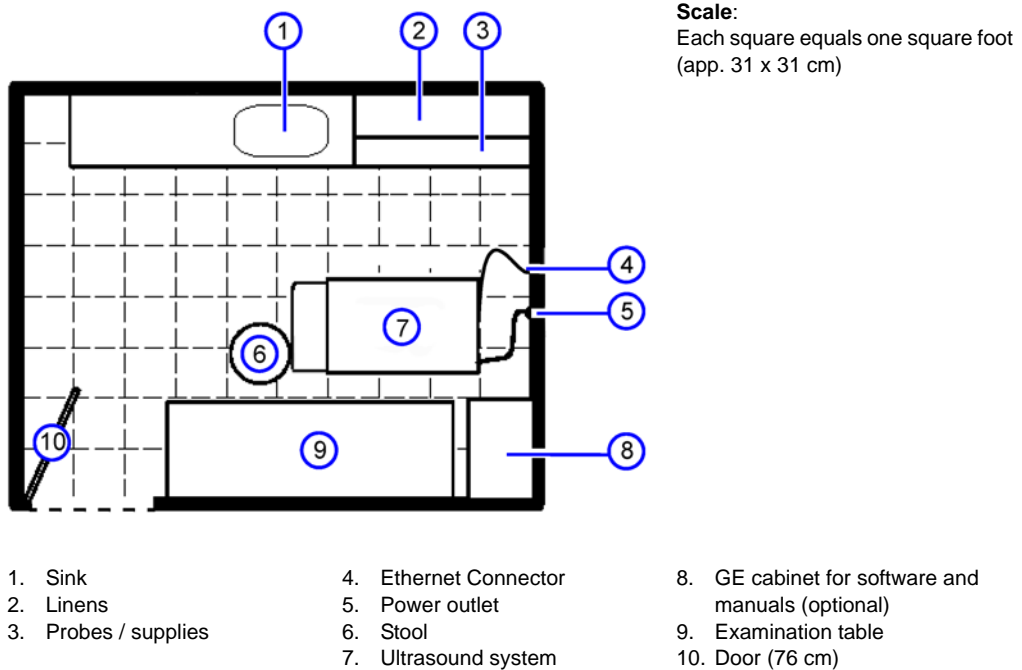 1
2
3
Scale:
Each square equals one square foot
(app. 31 x 31 cm)
4
5
6
7
8
9
10
1. Sink
2. Linens
3. Probes / supplies
4. Ethernet Connector
5. Power outlet
6. Stool
7. Ultrasound system
8. GE cabinet for software and
manuals (optional)
9. Examination table
10. Door (76 cm)